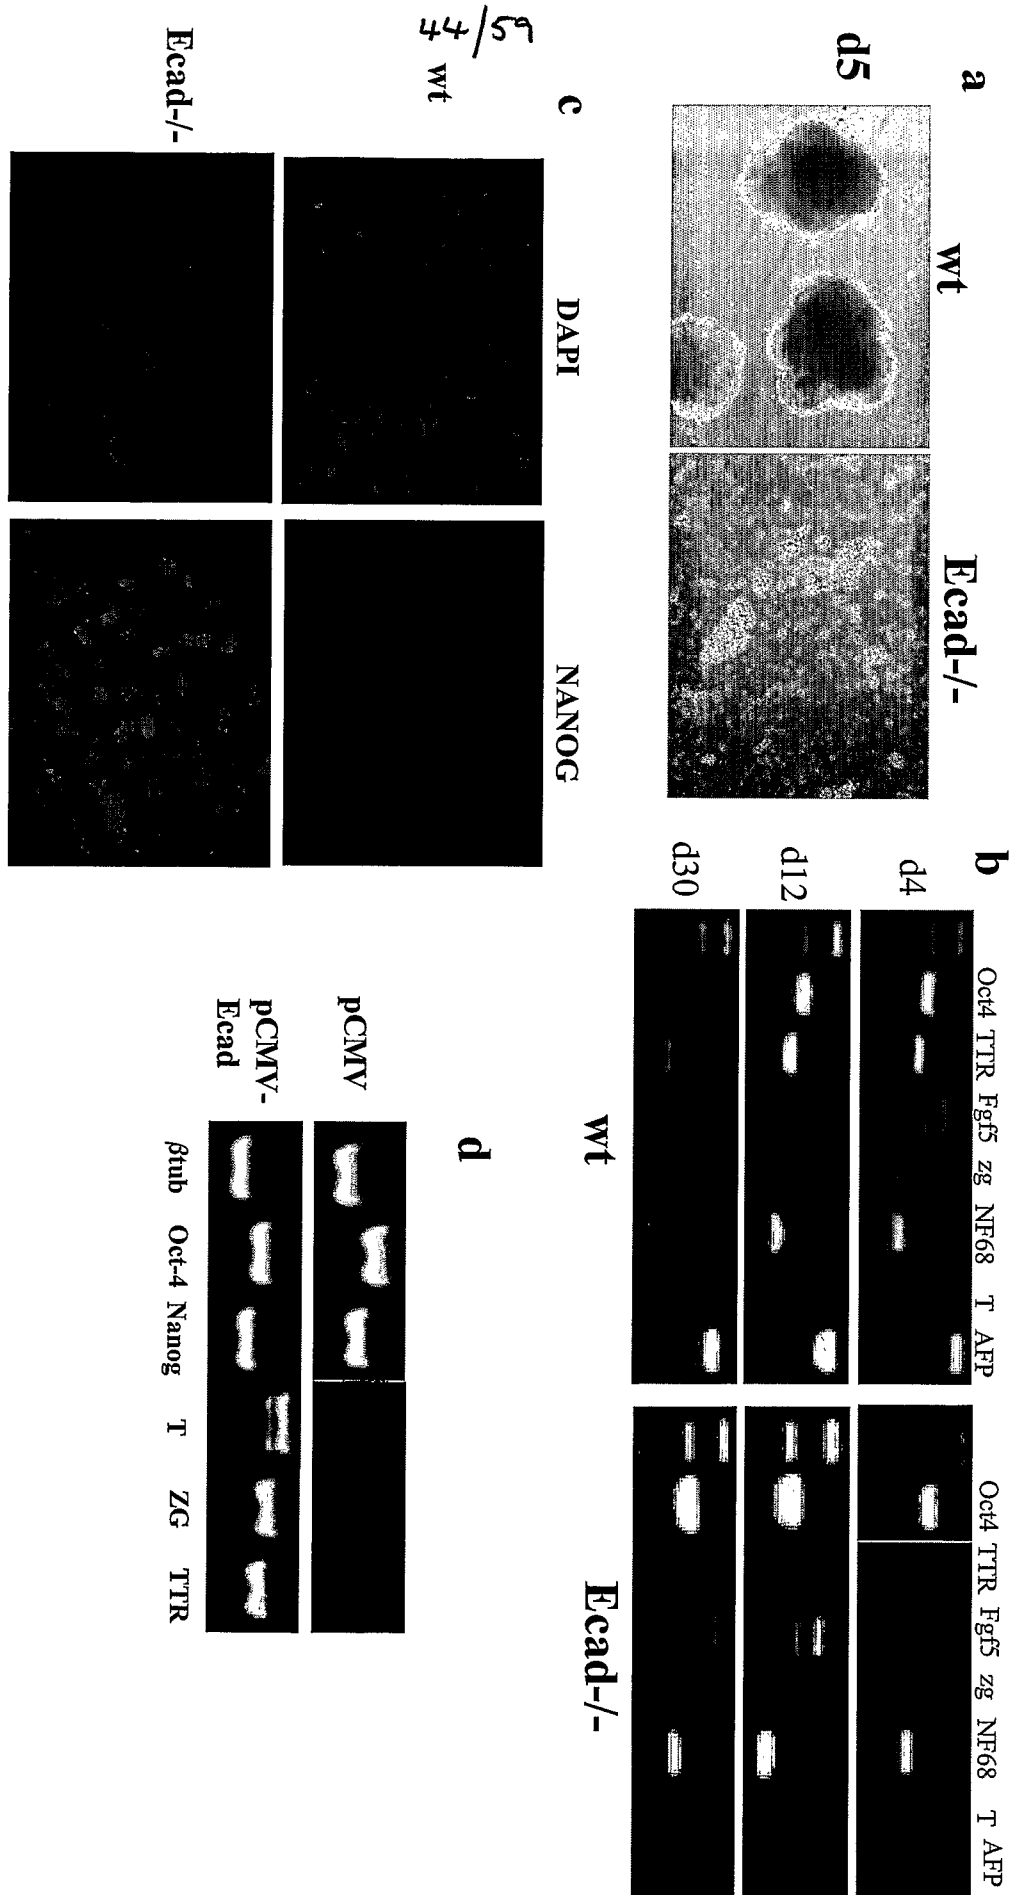 44/59
a
wt
Ecad-/-
d5
b
Oct4 TTR Fgf5 zg NF68 T AFP
Oct4 TTR Fgf5 zg NF68 T AFP
d4
d12
d30
wt
Ecad-/-
c
DAPI
NANOG
wt
Ecad-/-
d
pCMV
pCMV-
Ecad
βtub Oct-4 Nanog T ZG TTR